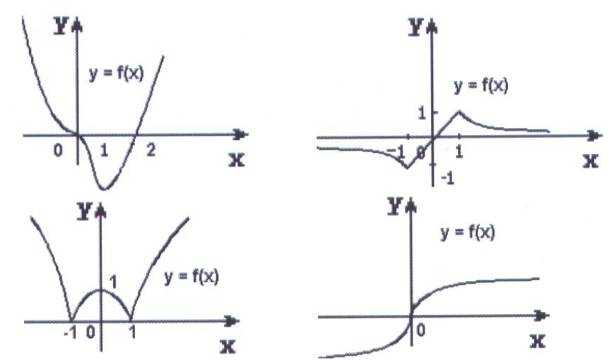 y
y = f(x)
0 1 2
x
y
y = f(x)
1
-1 0 1
-1
x
y
1
y = f(x)
-1 0 1
x
y
y = f(x)
0
x